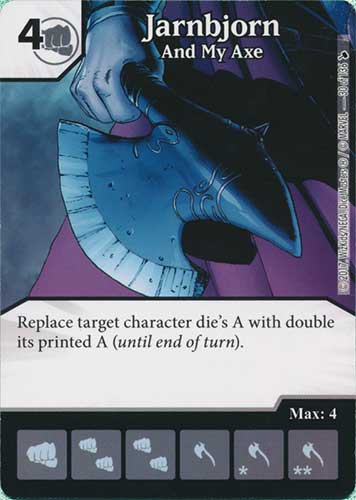 4
Jarnbjorn
And My Axe
Replace target character die's A with double
its printed A (until end of turn).
Max: 4
*
**